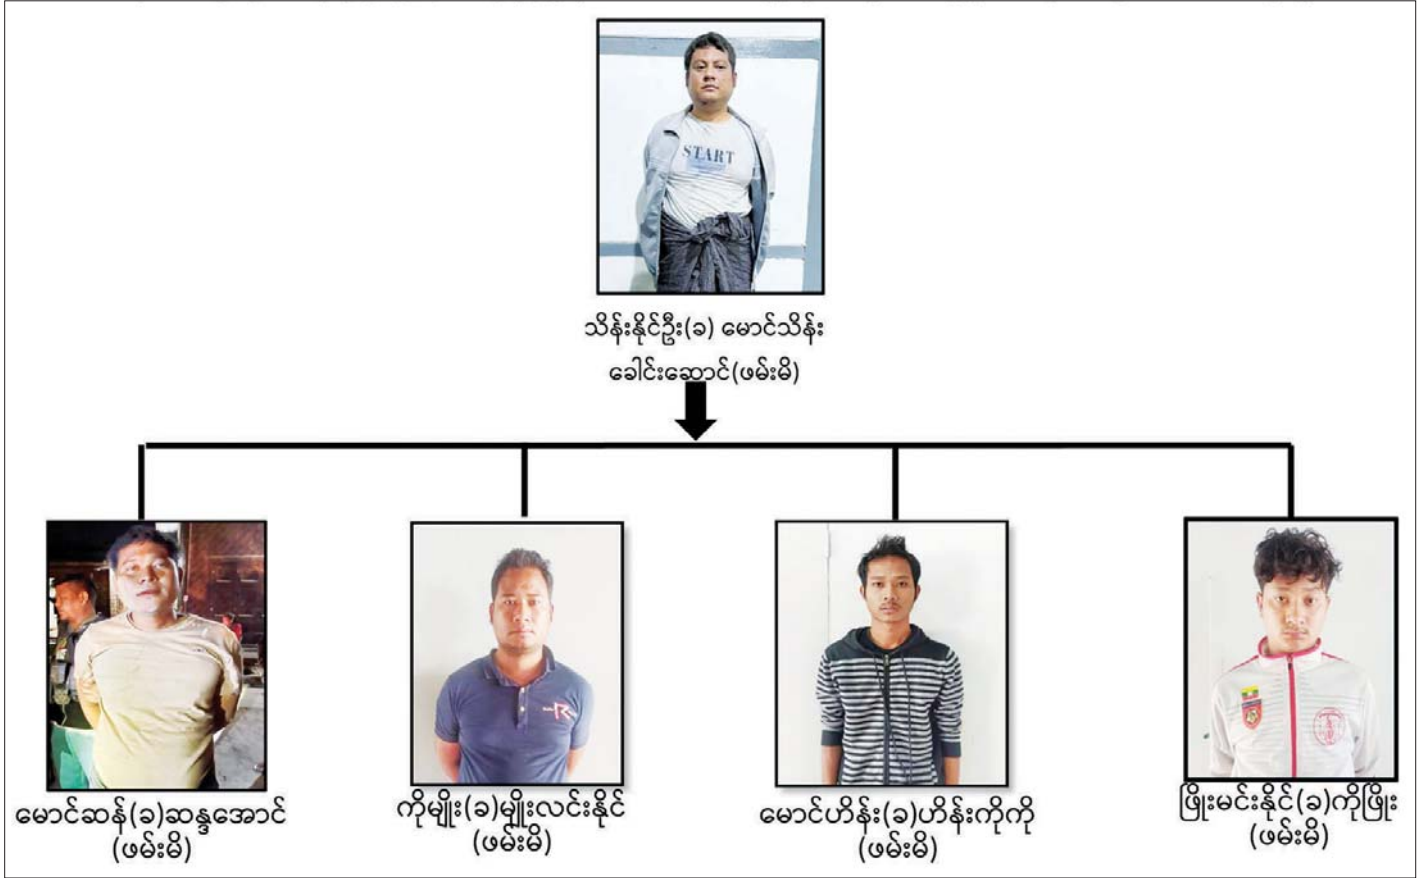 START
သိန်းနိုင်ဦး(ခ) မောင်သိန်း
ခေါင်းဆောင်(ဖမ်းမိ)
မောင်ဆန်(ခ)ဆန္ဒအောင်
(ဖမ်းမိ)
ကိုမျိုး(ခ)မျိုးလင်းနိုင်
(ဖမ်းမိ)
မောင်ဟိန်း(ခ)ဟိန်းကိုကို
(ဖမ်းမိ)
ဖြိုးမင်းနိုင်(ခ)ကိုဖြိုး
(ဖမ်းမိ)